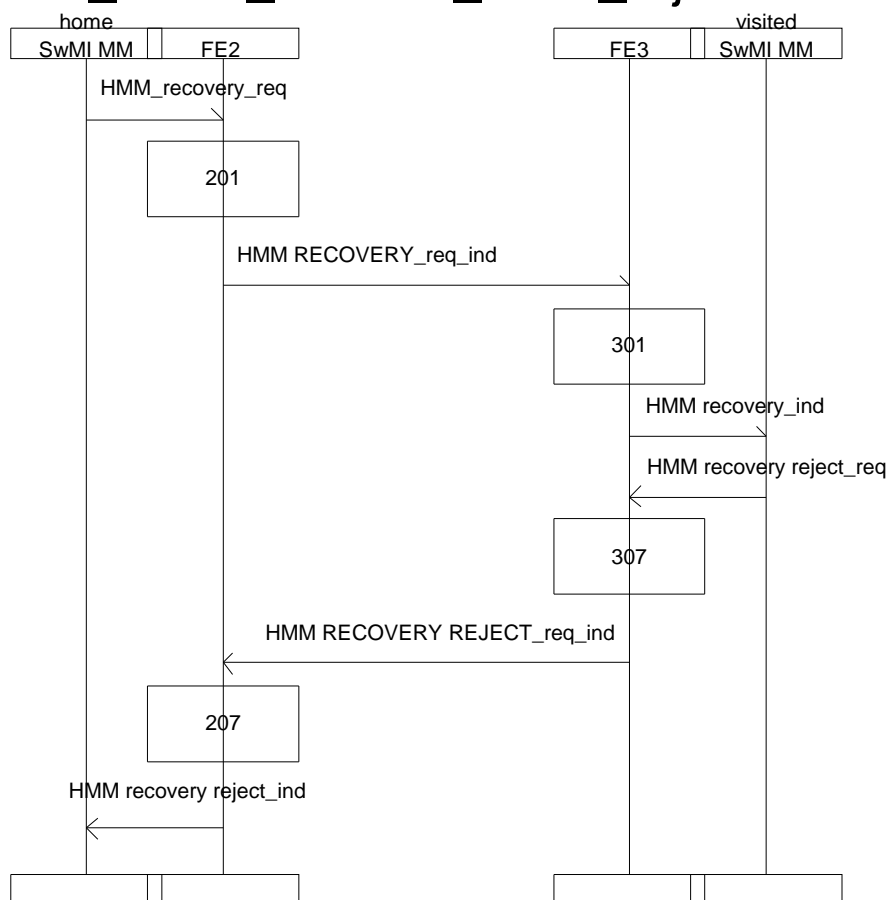 home
visited
SwMI MM
FE2
FE3
SwMI MM
HMM_recovery_req
201
HMM RECOVERY_req_ind
301
HMM recovery_ind
HMM recovery reject_req
307
HMM RECOVERY REJECT_req_ind
207
HMM recovery reject_ind